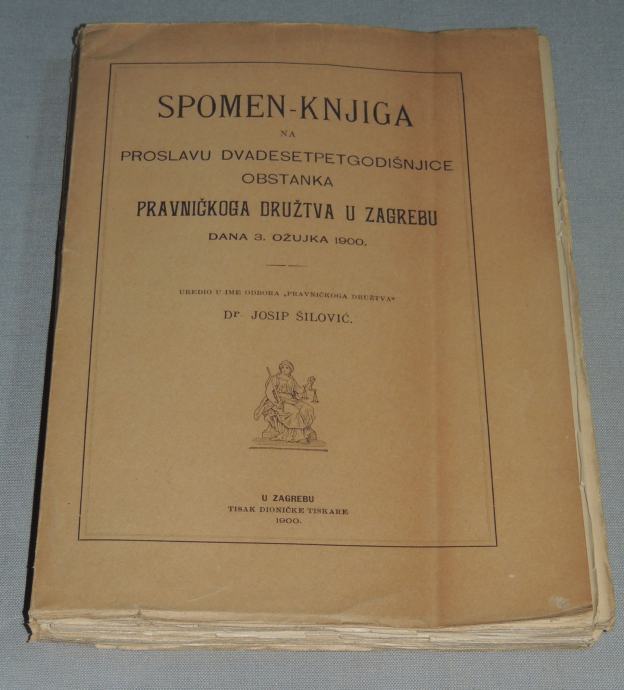 SPOMEN-KNJIGA
NA
PROSLAVU DVADESETPETGODIŠNJICE
OBSTANKA
PRAVNIČKOGA DRUŽTVA U ZAGREBU
DANA 3. OŽUJKA 1900.
UREDIO U IME ODBORA „PRAVNIČKOGA DRUŽTVA“
Dr. JOSIP ŠILOVIĆ.
U ZAGREBU
TISAK DIONIČKE TISKARE
1900.